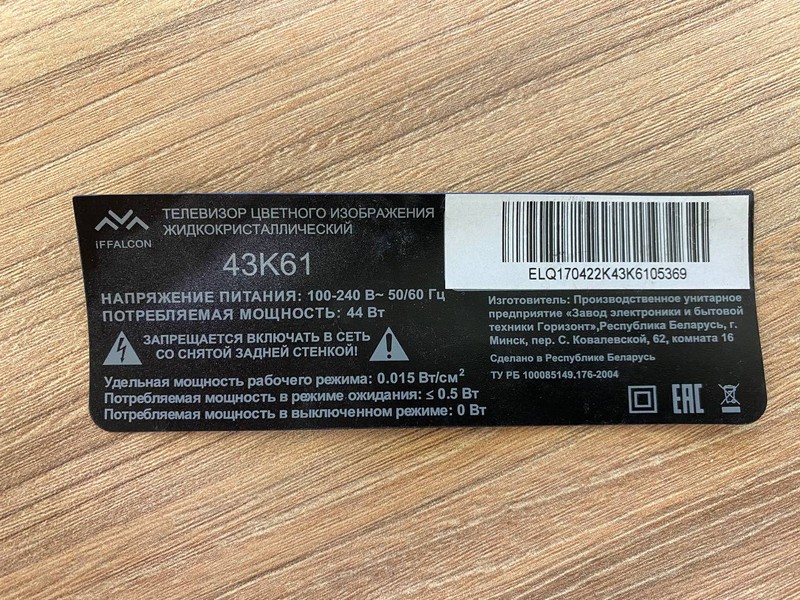 iFFALCON
ТЕЛЕВИЗОР ЦВЕТНОГО ИЗОБРАЖЕНИЯ
ЖИДКОКРИСТАЛЛИЧЕСКИЙ
43K61
НАПРЯЖЕНИЕ ПИТАНИЯ: 100-240 В~ 50/60 Гц
ПОТРЕБЛЯЕМАЯ МОЩНОСТЬ: 44 Вт
ЗАПРЕЩАЕТСЯ ВКЛЮЧАТЬ В СЕТЬ
СО СНЯТОЙ ЗАДНЕЙ СТЕНКОЙ!
Удельная мощность рабочего режима: 0.015 Вт/см²
Потребляемая мощность в режиме ожидания: ≤ 0.5 Вт
Потребляемая мощность в выключенном режиме: 0 Вт
ELQ170422K43K6105369
Изготовитель: Производственное унитарное
предприятие «Завод электроники и бытовой
техники Горизонт»,Республика Беларусь, г.
Минск, пер. С. Ковалевской, 62, комната 16
Сделано в Республике Беларусь
ТУ РБ 100085149.176-2004
EAC